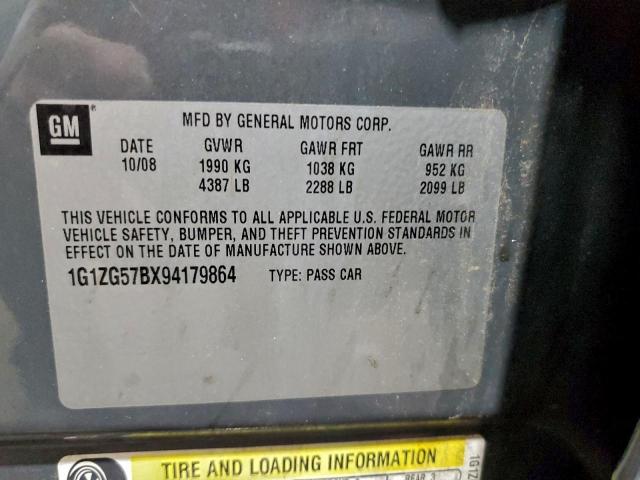 GM ®
MFD BY GENERAL MOTORS CORP.
DATE GVWR GAWR FRT GAWR RR
10/08 1990 KG 1038 KG 952 KG
4387 LB 2288 LB 2099 LB
THIS VEHICLE CONFORMS TO ALL APPLICABLE U.S. FEDERAL MOTOR
VEHICLE SAFETY, BUMPER, AND THEFT PREVENTION STANDARDS IN
EFFECT ON THE DATE OF MANUFACTURE SHOWN ABOVE.
1G1ZG57BX94179864 TYPE: PASS CAR
TIRE AND LOADING INFORMATION
REAR 3
1G1Z